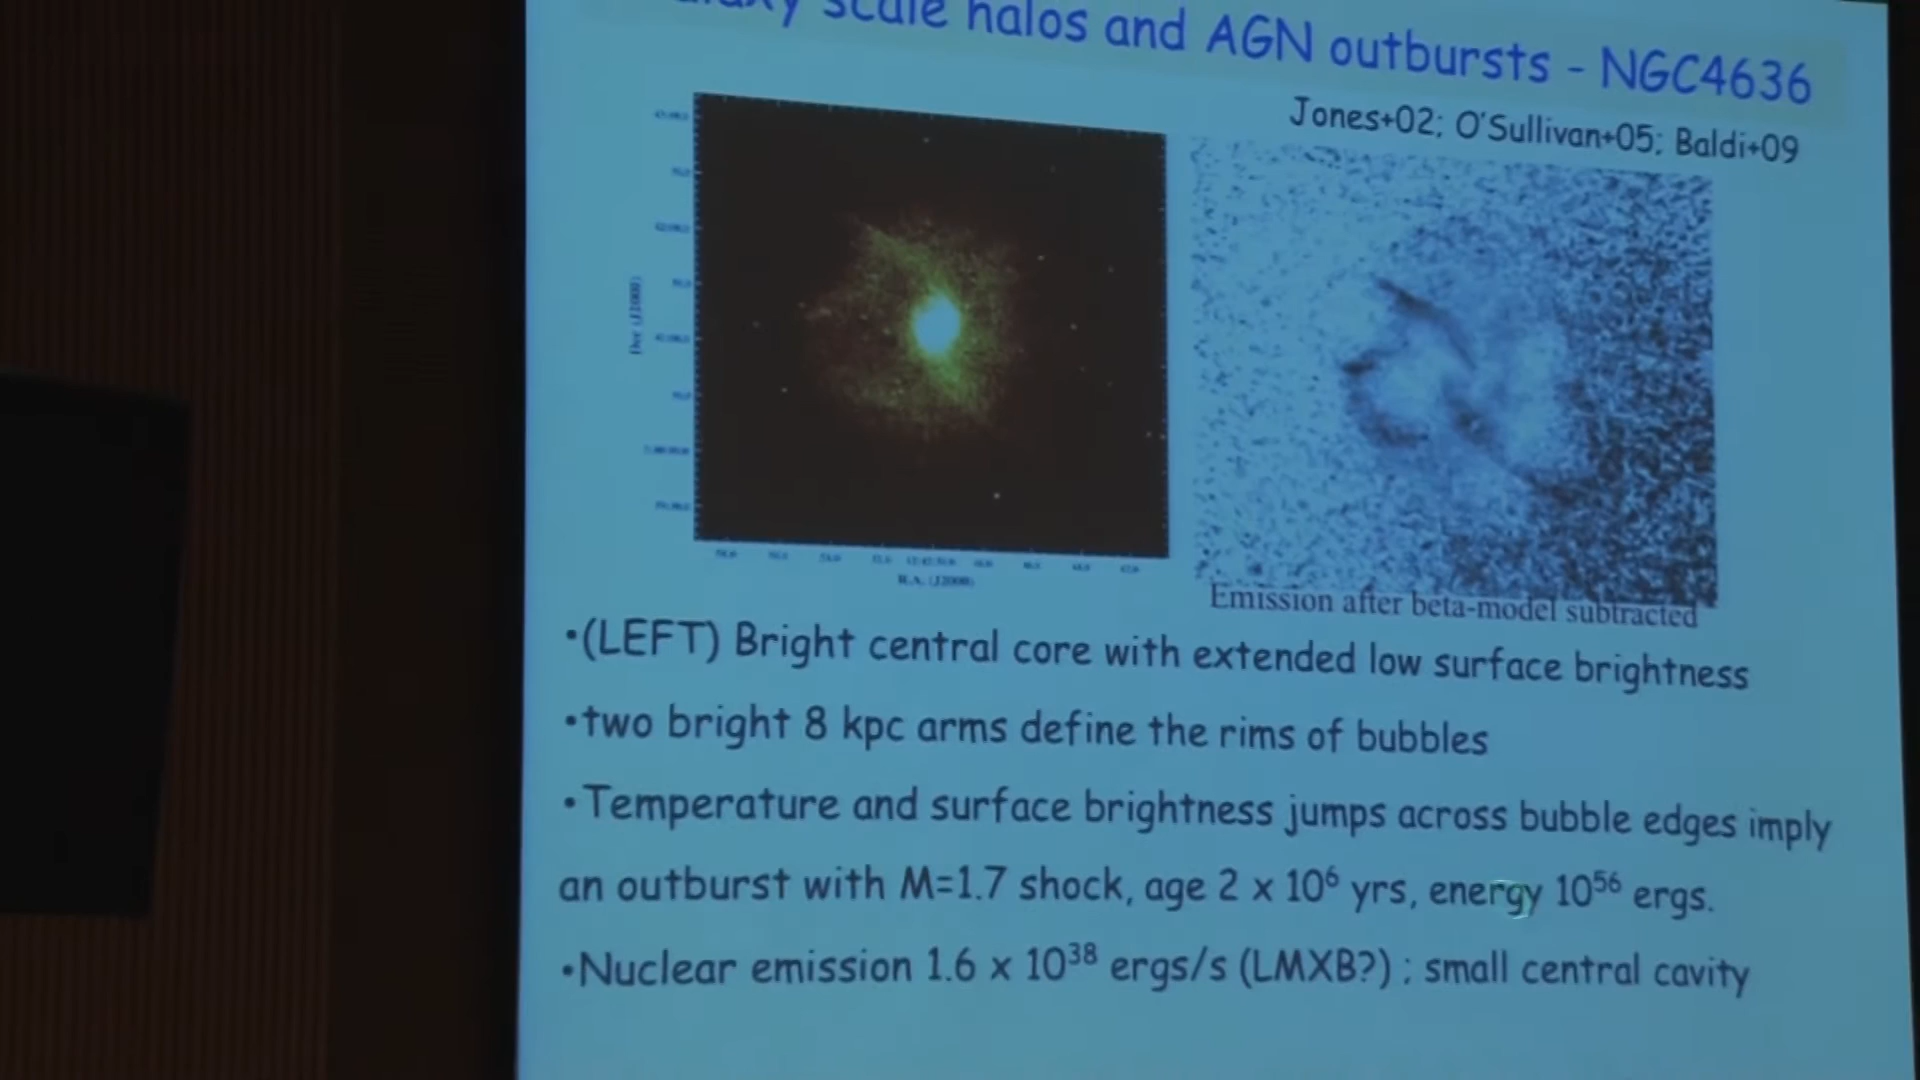 scale halos and AGN outbursts - NGC4636
Jones+02; O'Sullivan+05; Baldi+09
Dec (J2000)
R.A. (J2000)
Emission after beta-model subtracted
•(LEFT) Bright central core with extended low surface brightness
•two bright 8 kpc arms define the rims of bubbles
•Temperature and surface brightness jumps across bubble edges imply
an outburst with M=1.7 shock, age 2 x 10⁶ yrs, energy 10⁵⁶ ergs.
•Nuclear emission 1.6 x 10³⁸ ergs/s (LMXB?) ; small central cavity